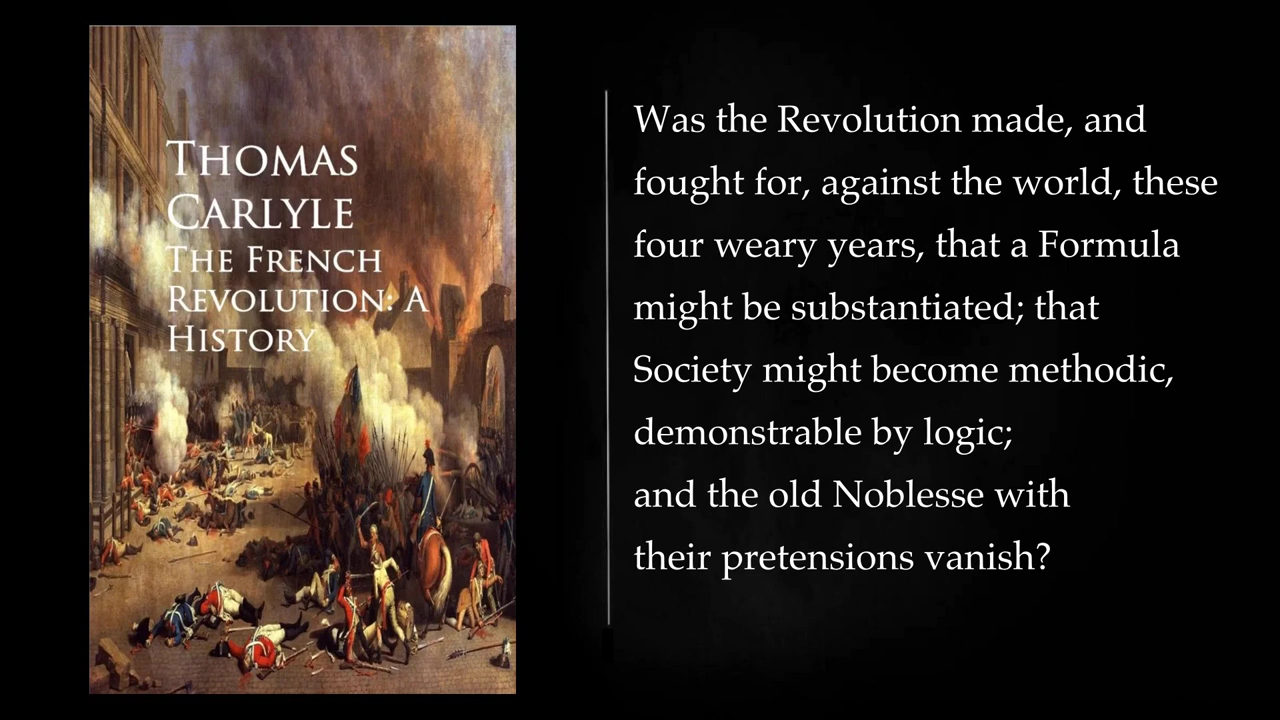 THOMAS
CARLYLE
THE FRENCH
REVOLUTION: A
HISTORY
Was the Revolution made, and
fought for, against the world, these
four weary years, that a Formula
might be substantiated; that
Society might become methodic,
demonstrable by logic;
and the old Noblesse with
their pretensions vanish?